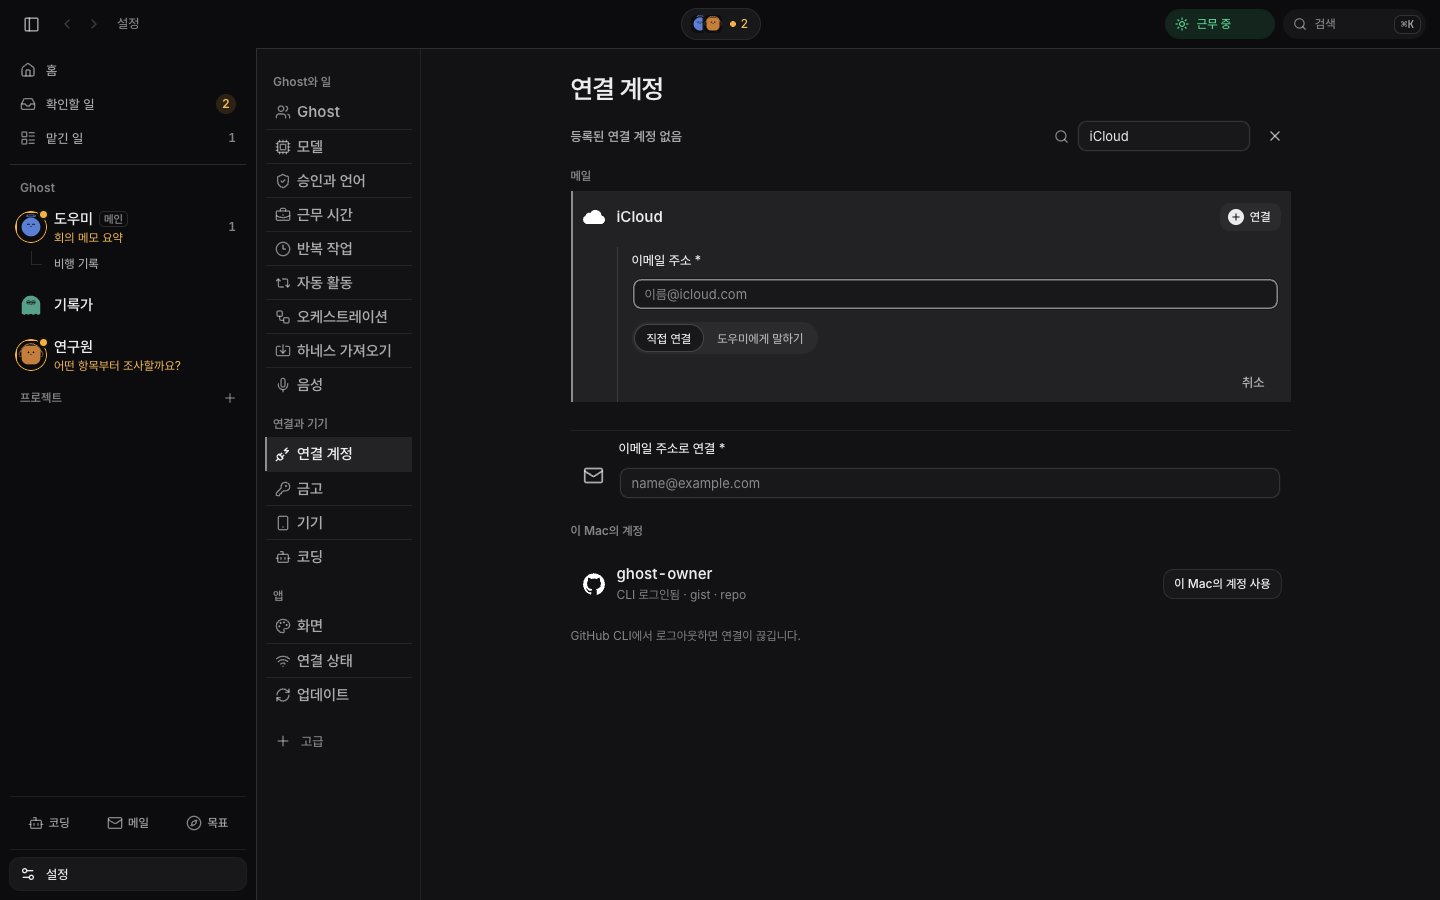 설정
2
근무 중
검색
⌘K
홈
확인할 일
2
맡긴 일
1
Ghost
도우미
메인
회의 메모 요약
1
비행 기록
기록가
연구원
어떤 항목부터 조사할까요?
프로젝트
코딩
메일
목표
설정
Ghost와 일
Ghost
모델
승인과 언어
근무 시간
반복 작업
자동 활동
오케스트레이션
하네스 가져오기
음성
연결과 기기
연결 계정
금고
기기
코딩
앱
화면
연결 상태
업데이트
고급
연결 계정
등록된 연결 계정 없음
iCloud
메일
iCloud
연결
이메일 주소 *
이름@icloud.com
직접 연결
도우미에게 말하기
취소
이메일 주소로 연결 *
name@example.com
이 Mac의 계정
ghost-owner
CLI 로그인됨 · gist · repo
이 Mac의 계정 사용
GitHub CLI에서 로그아웃하면 연결이 끊깁니다.